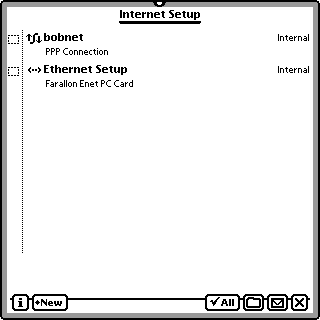 Internet Setup
bobnet Internal
PPP Connection
Ethernet Setup Internal
Farallon Enet PC Card
i •New ✓All